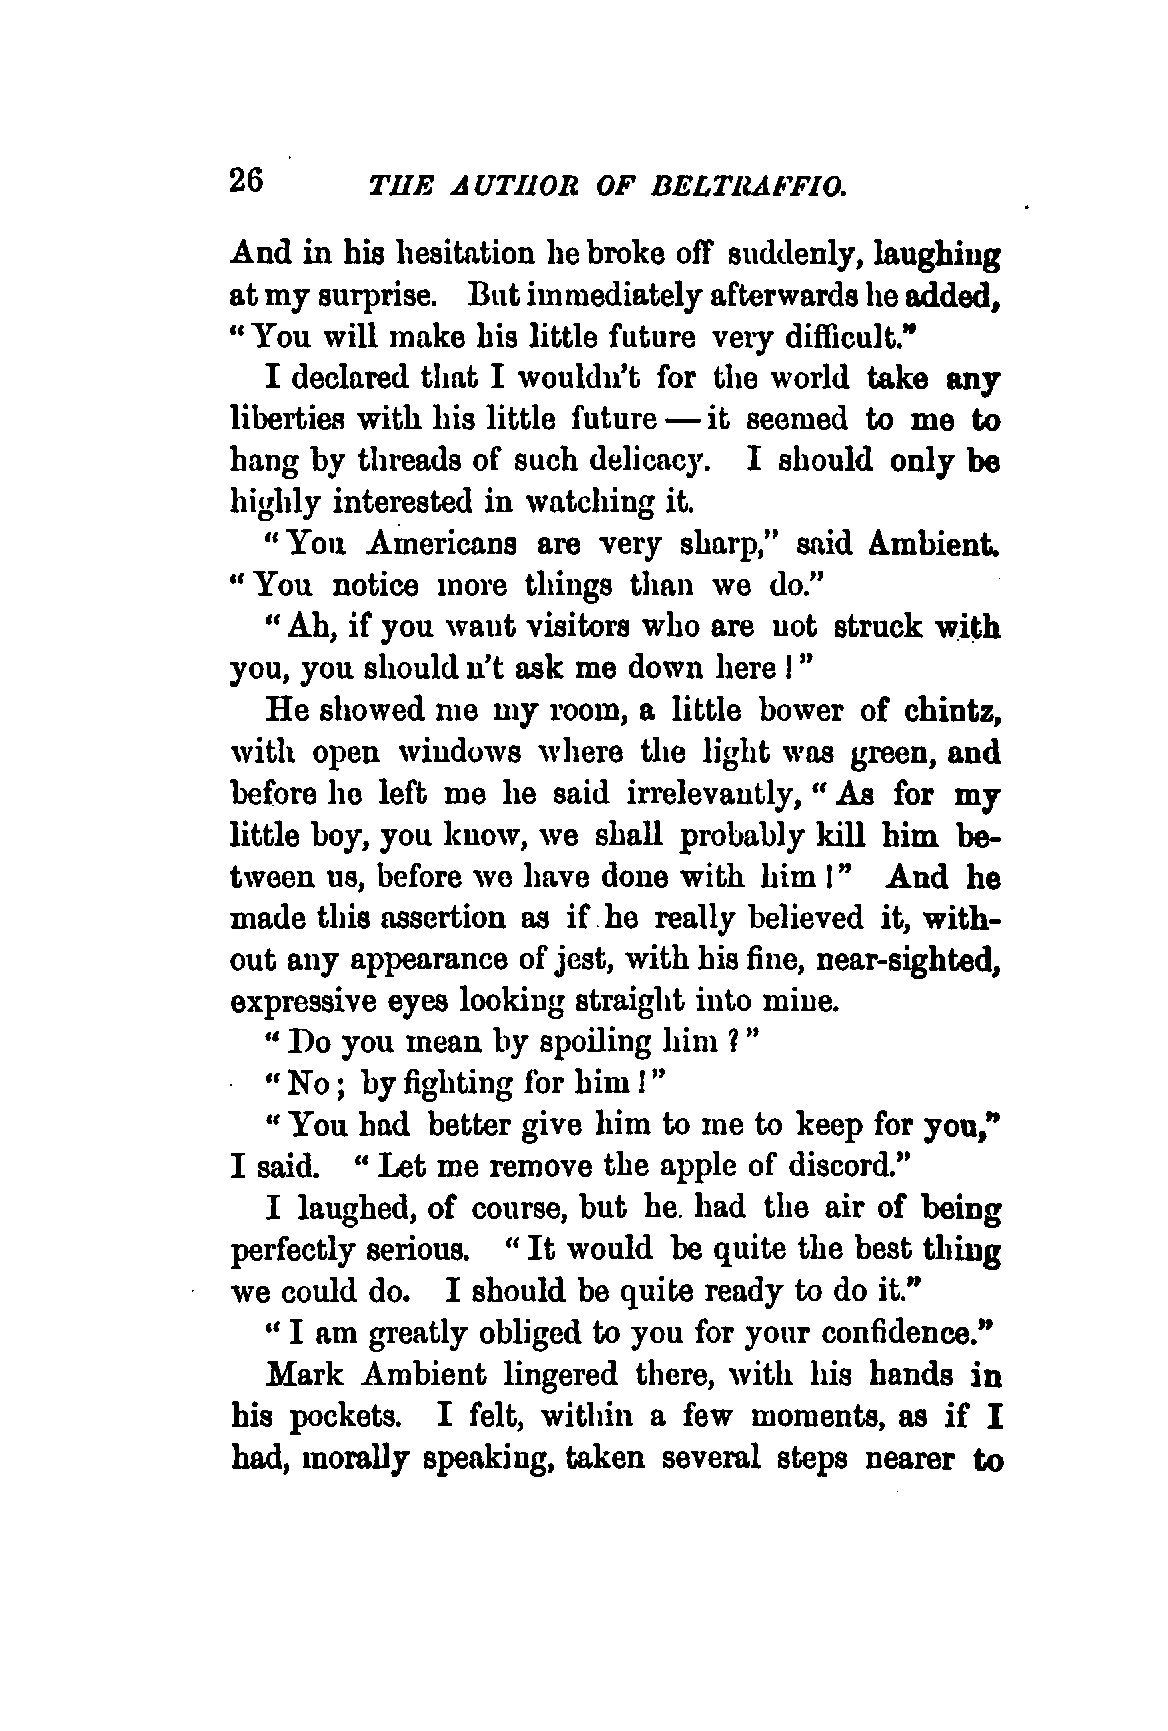 26 THE AUTHOR OF BELTRAFFIO.
And in his hesitation he broke off suddenly, laughing
at my surprise. But immediately afterwards he added,
“You will make his little future very difficult.”
I declared that I wouldn't for the world take any
liberties with his little future — it seemed to me to
hang by threads of such delicacy. I should only be
highly interested in watching it.
“You Americans are very sharp,” said Ambient.
“You notice more things than we do.”
“Ah, if you want visitors who are not struck with
you, you should n't ask me down here!”
He showed me my room, a little bower of chintz,
with open windows where the light was green, and
before he left me he said irrelevantly, “As for my
little boy, you know, we shall probably kill him be-
tween us, before we have done with him!” And he
made this assertion as if he really believed it, with-
out any appearance of jest, with his fine, near-sighted,
expressive eyes looking straight into mine.
“Do you mean by spoiling him?”
“No; by fighting for him!”
“You had better give him to me to keep for you,”
I said. “Let me remove the apple of discord.”
I laughed, of course, but he had the air of being
perfectly serious. “It would be quite the best thing
we could do. I should be quite ready to do it.”
“I am greatly obliged to you for your confidence.”
Mark Ambient lingered there, with his hands in
his pockets. I felt, within a few moments, as if I
had, morally speaking, taken several steps nearer to